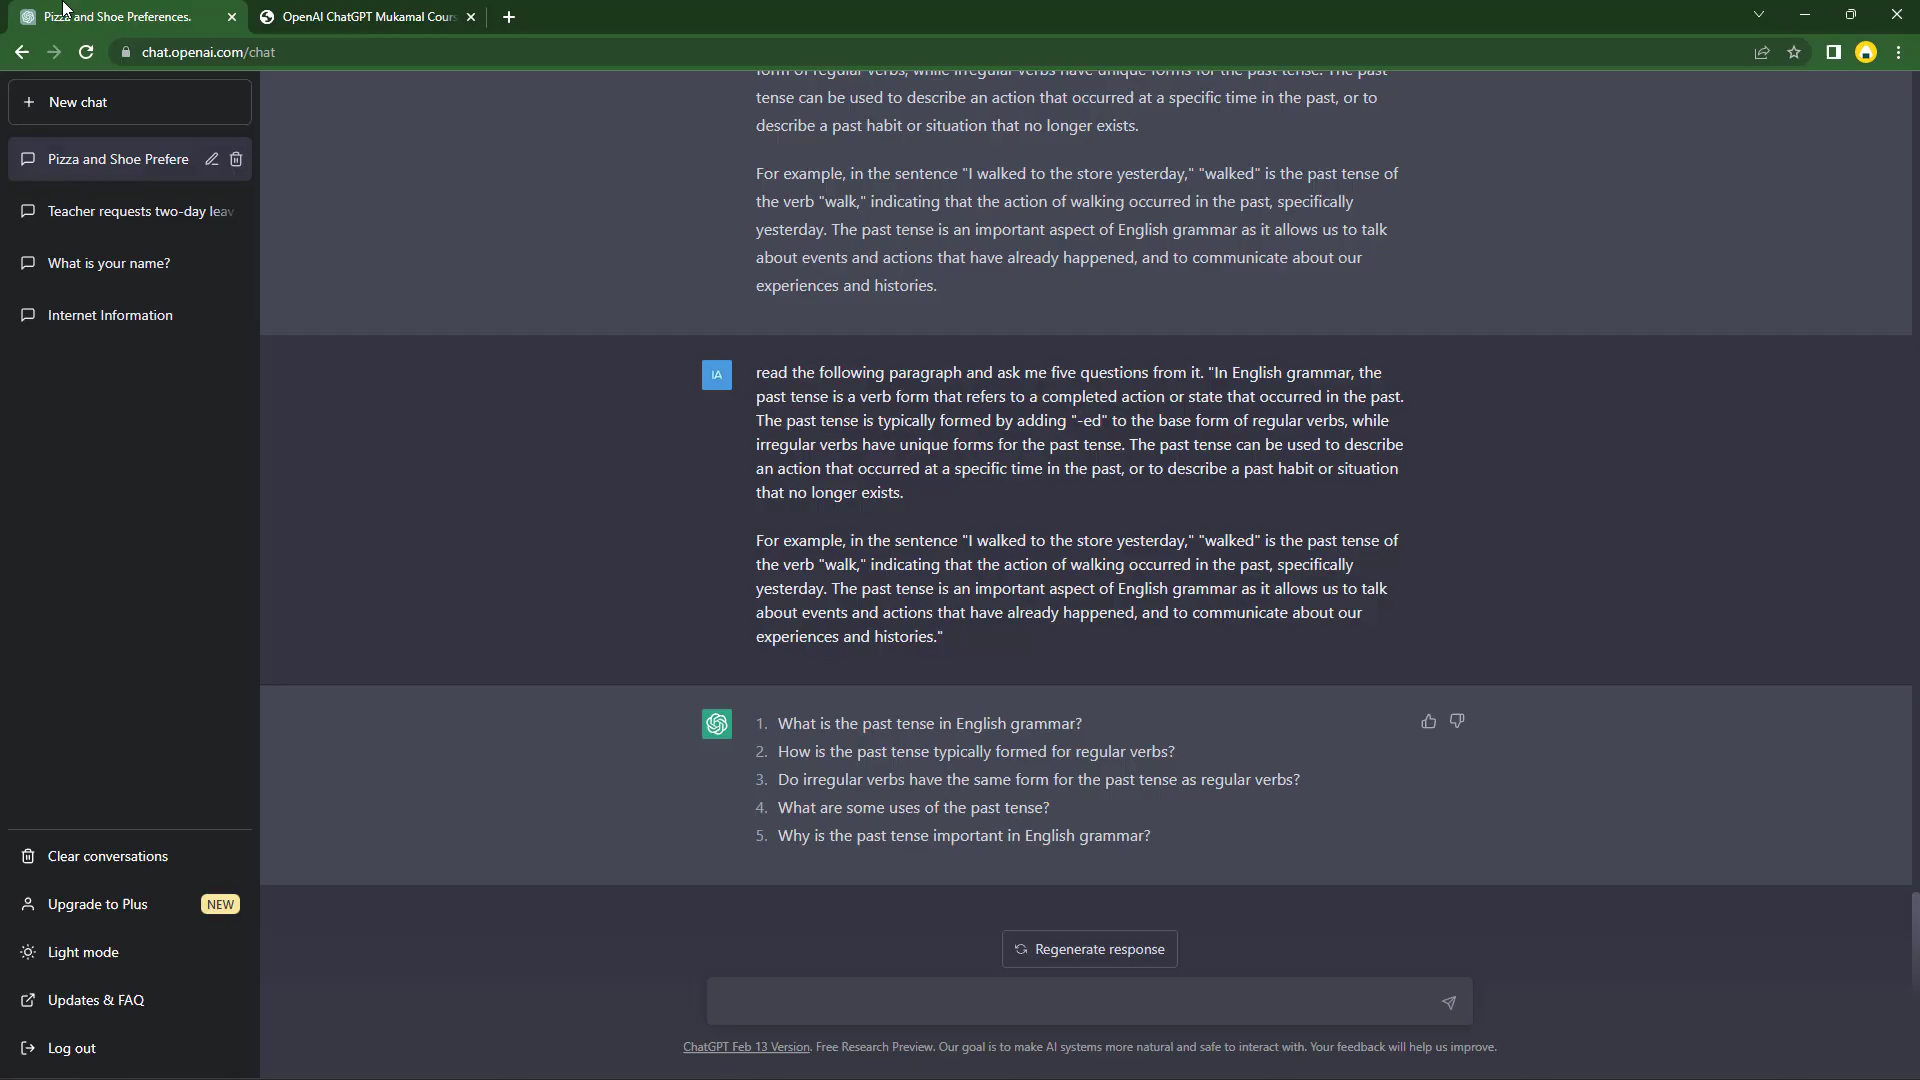 Pizza and Shoe Preferences.
OpenAI ChatGPT Mukamal Cours
chat.openai.com/chat
New chat
Pizza and Shoe Prefere
Teacher requests two-day leav
What is your name?
Internet Information
Clear conversations
Upgrade to Plus NEW
Light mode
Updates & FAQ
Log out
form of regular verbs, while irregular verbs have unique forms for the past tense. The past
tense can be used to describe an action that occurred at a specific time in the past, or to
describe a past habit or situation that no longer exists.
For example, in the sentence "I walked to the store yesterday," "walked" is the past tense of
the verb "walk," indicating that the action of walking occurred in the past, specifically
yesterday. The past tense is an important aspect of English grammar as it allows us to talk
about events and actions that have already happened, and to communicate about our
experiences and histories.
IA
read the following paragraph and ask me five questions from it. "In English grammar, the
past tense is a verb form that refers to a completed action or state that occurred in the past.
The past tense is typically formed by adding "-ed" to the base form of regular verbs, while
irregular verbs have unique forms for the past tense. The past tense can be used to describe
an action that occurred at a specific time in the past, or to describe a past habit or situation
that no longer exists.
For example, in the sentence "I walked to the store yesterday," "walked" is the past tense of
the verb "walk," indicating that the action of walking occurred in the past, specifically
yesterday. The past tense is an important aspect of English grammar as it allows us to talk
about events and actions that have already happened, and to communicate about our
experiences and histories."
1. What is the past tense in English grammar?
2. How is the past tense typically formed for regular verbs?
3. Do irregular verbs have the same form for the past tense as regular verbs?
4. What are some uses of the past tense?
5. Why is the past tense important in English grammar?
Regenerate response
ChatGPT Feb 13 Version. Free Research Preview. Our goal is to make AI systems more natural and safe to interact with. Your feedback will help us improve.